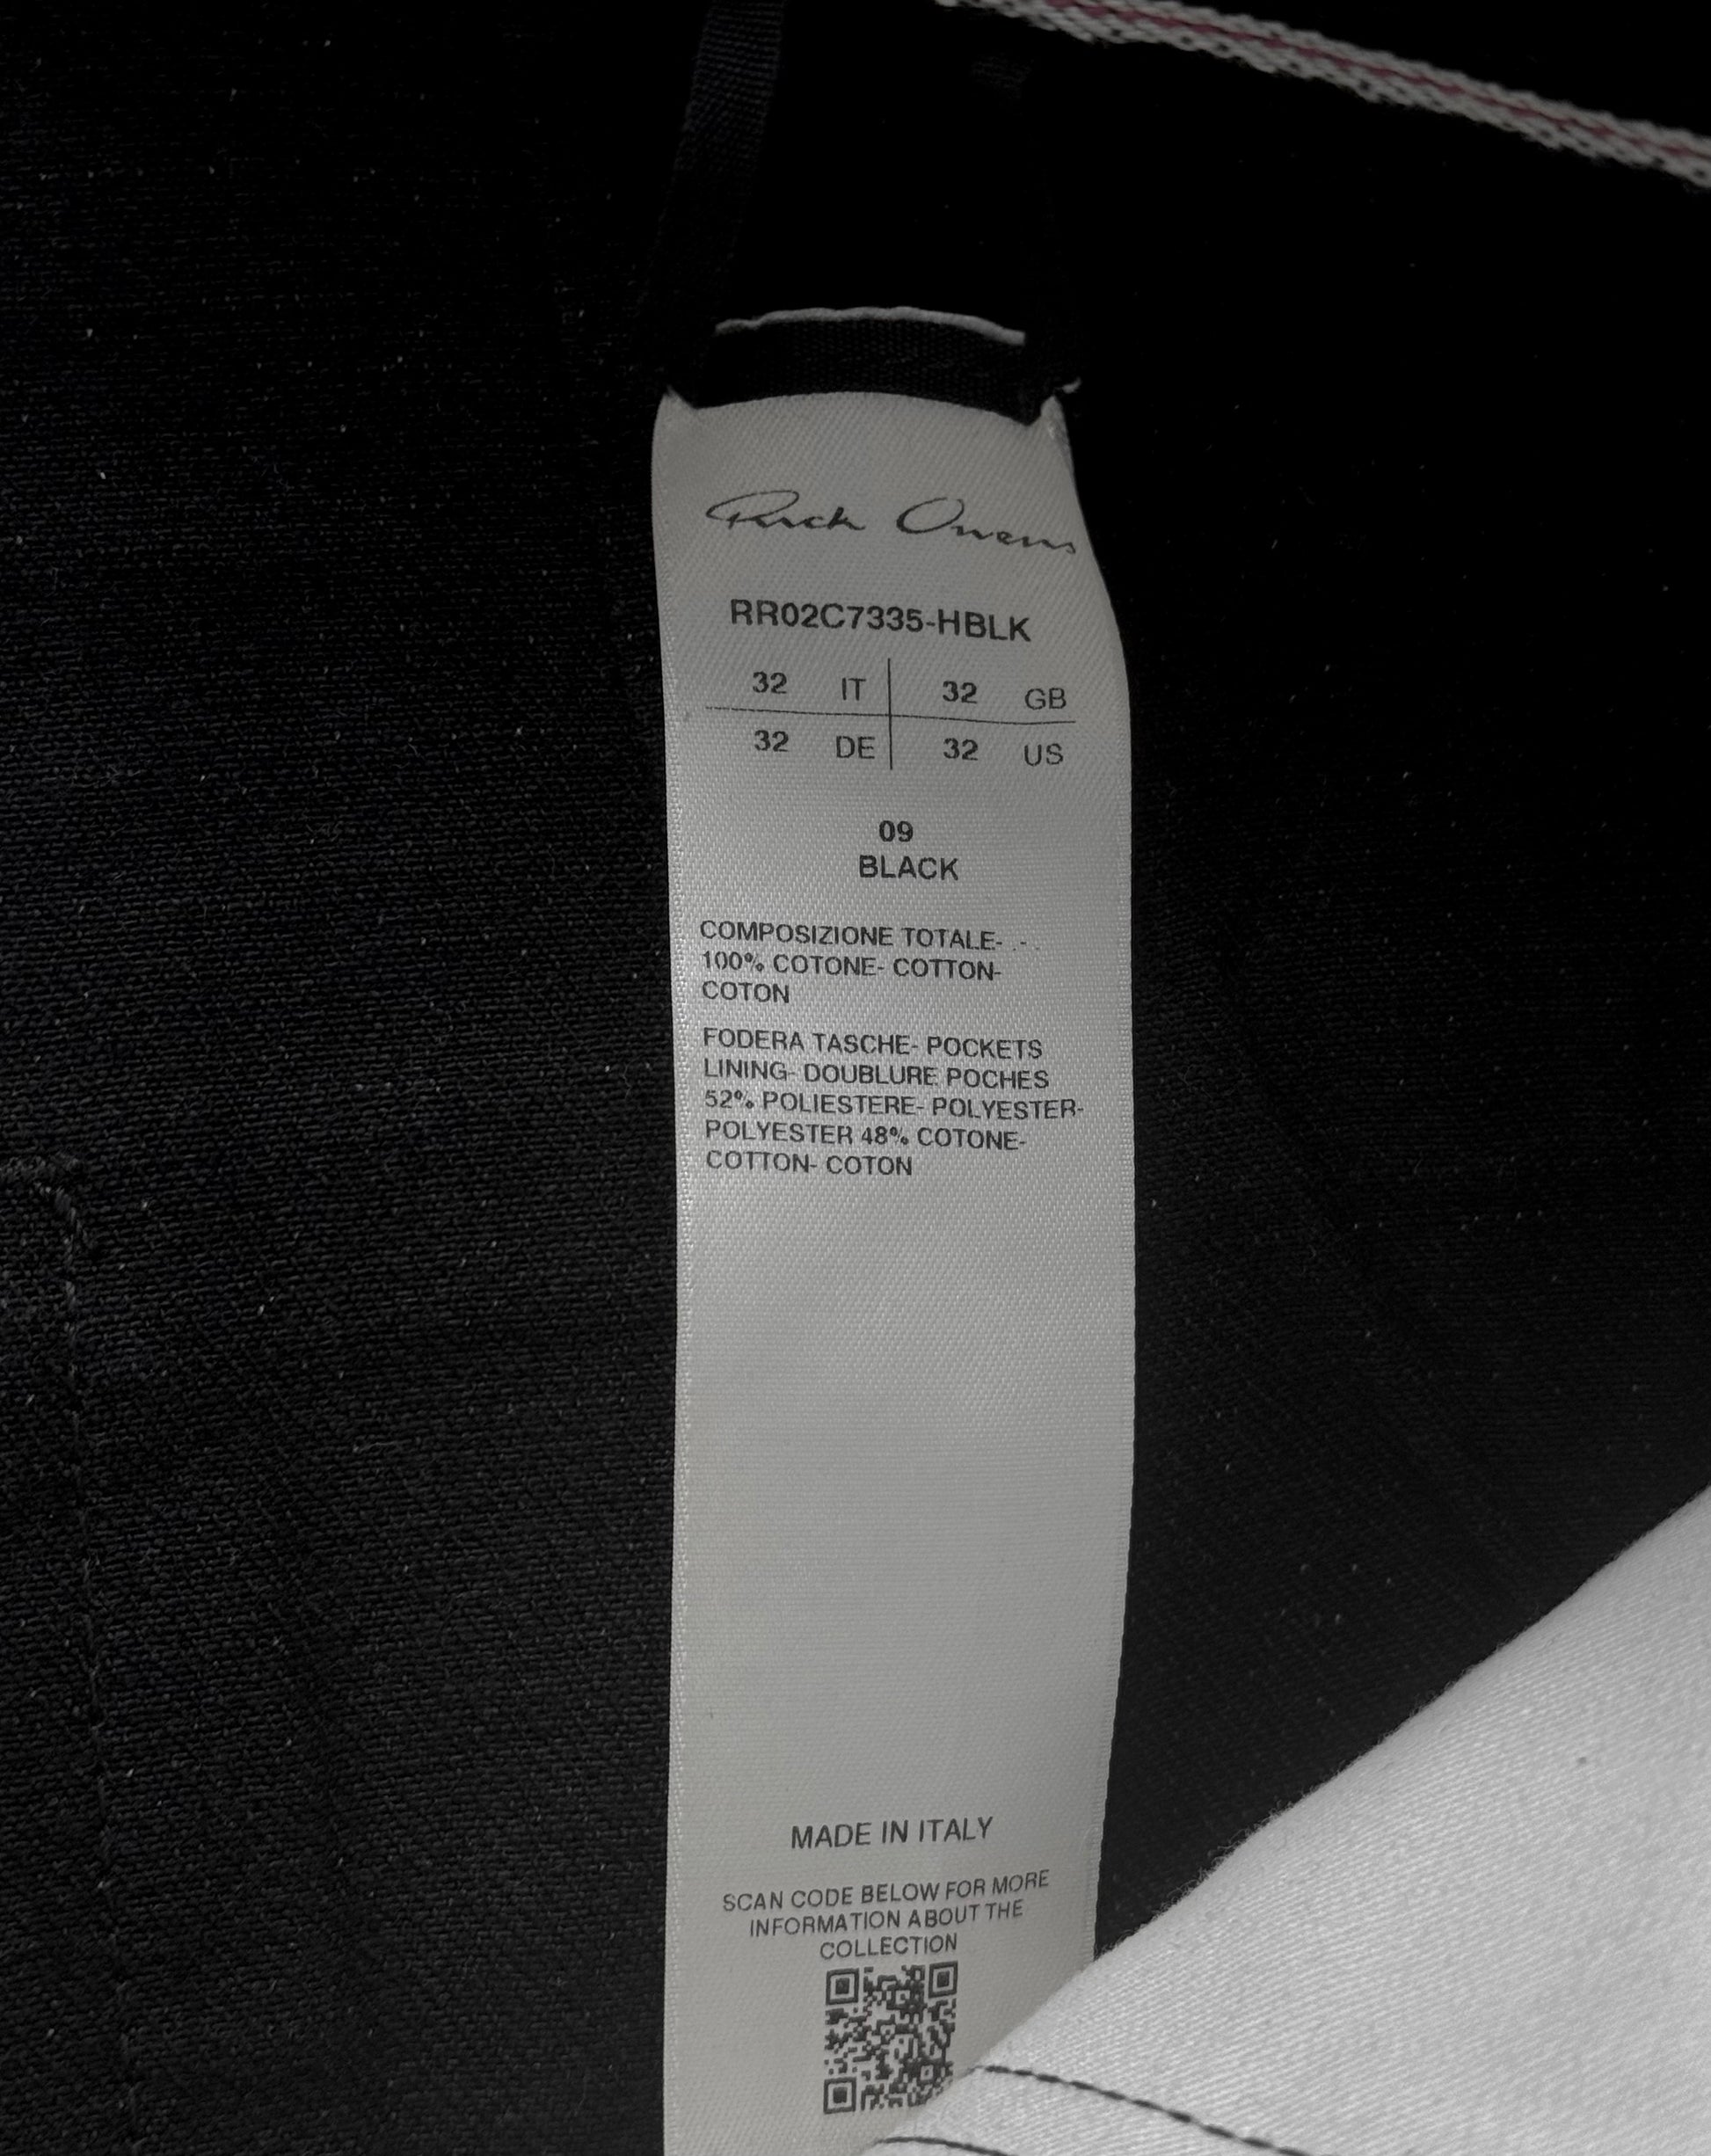 Rick Owens
RR02C7335-HBLK
32 IT 32 GB
32 DE 32 US
09
BLACK
COMPOSIZIONE TOTALE- .-.
100% COTONE- COTTON-
COTON
FODERA TASCHE- POCKETS
LINING- DOUBLURE POCHES
52% POLIESTERE- POLYESTER-
POLYESTER 48% COTONE-
COTTON- COTON
MADE IN ITALY
SCAN CODE BELOW FOR MORE
INFORMATION ABOUT THE
COLLECTION